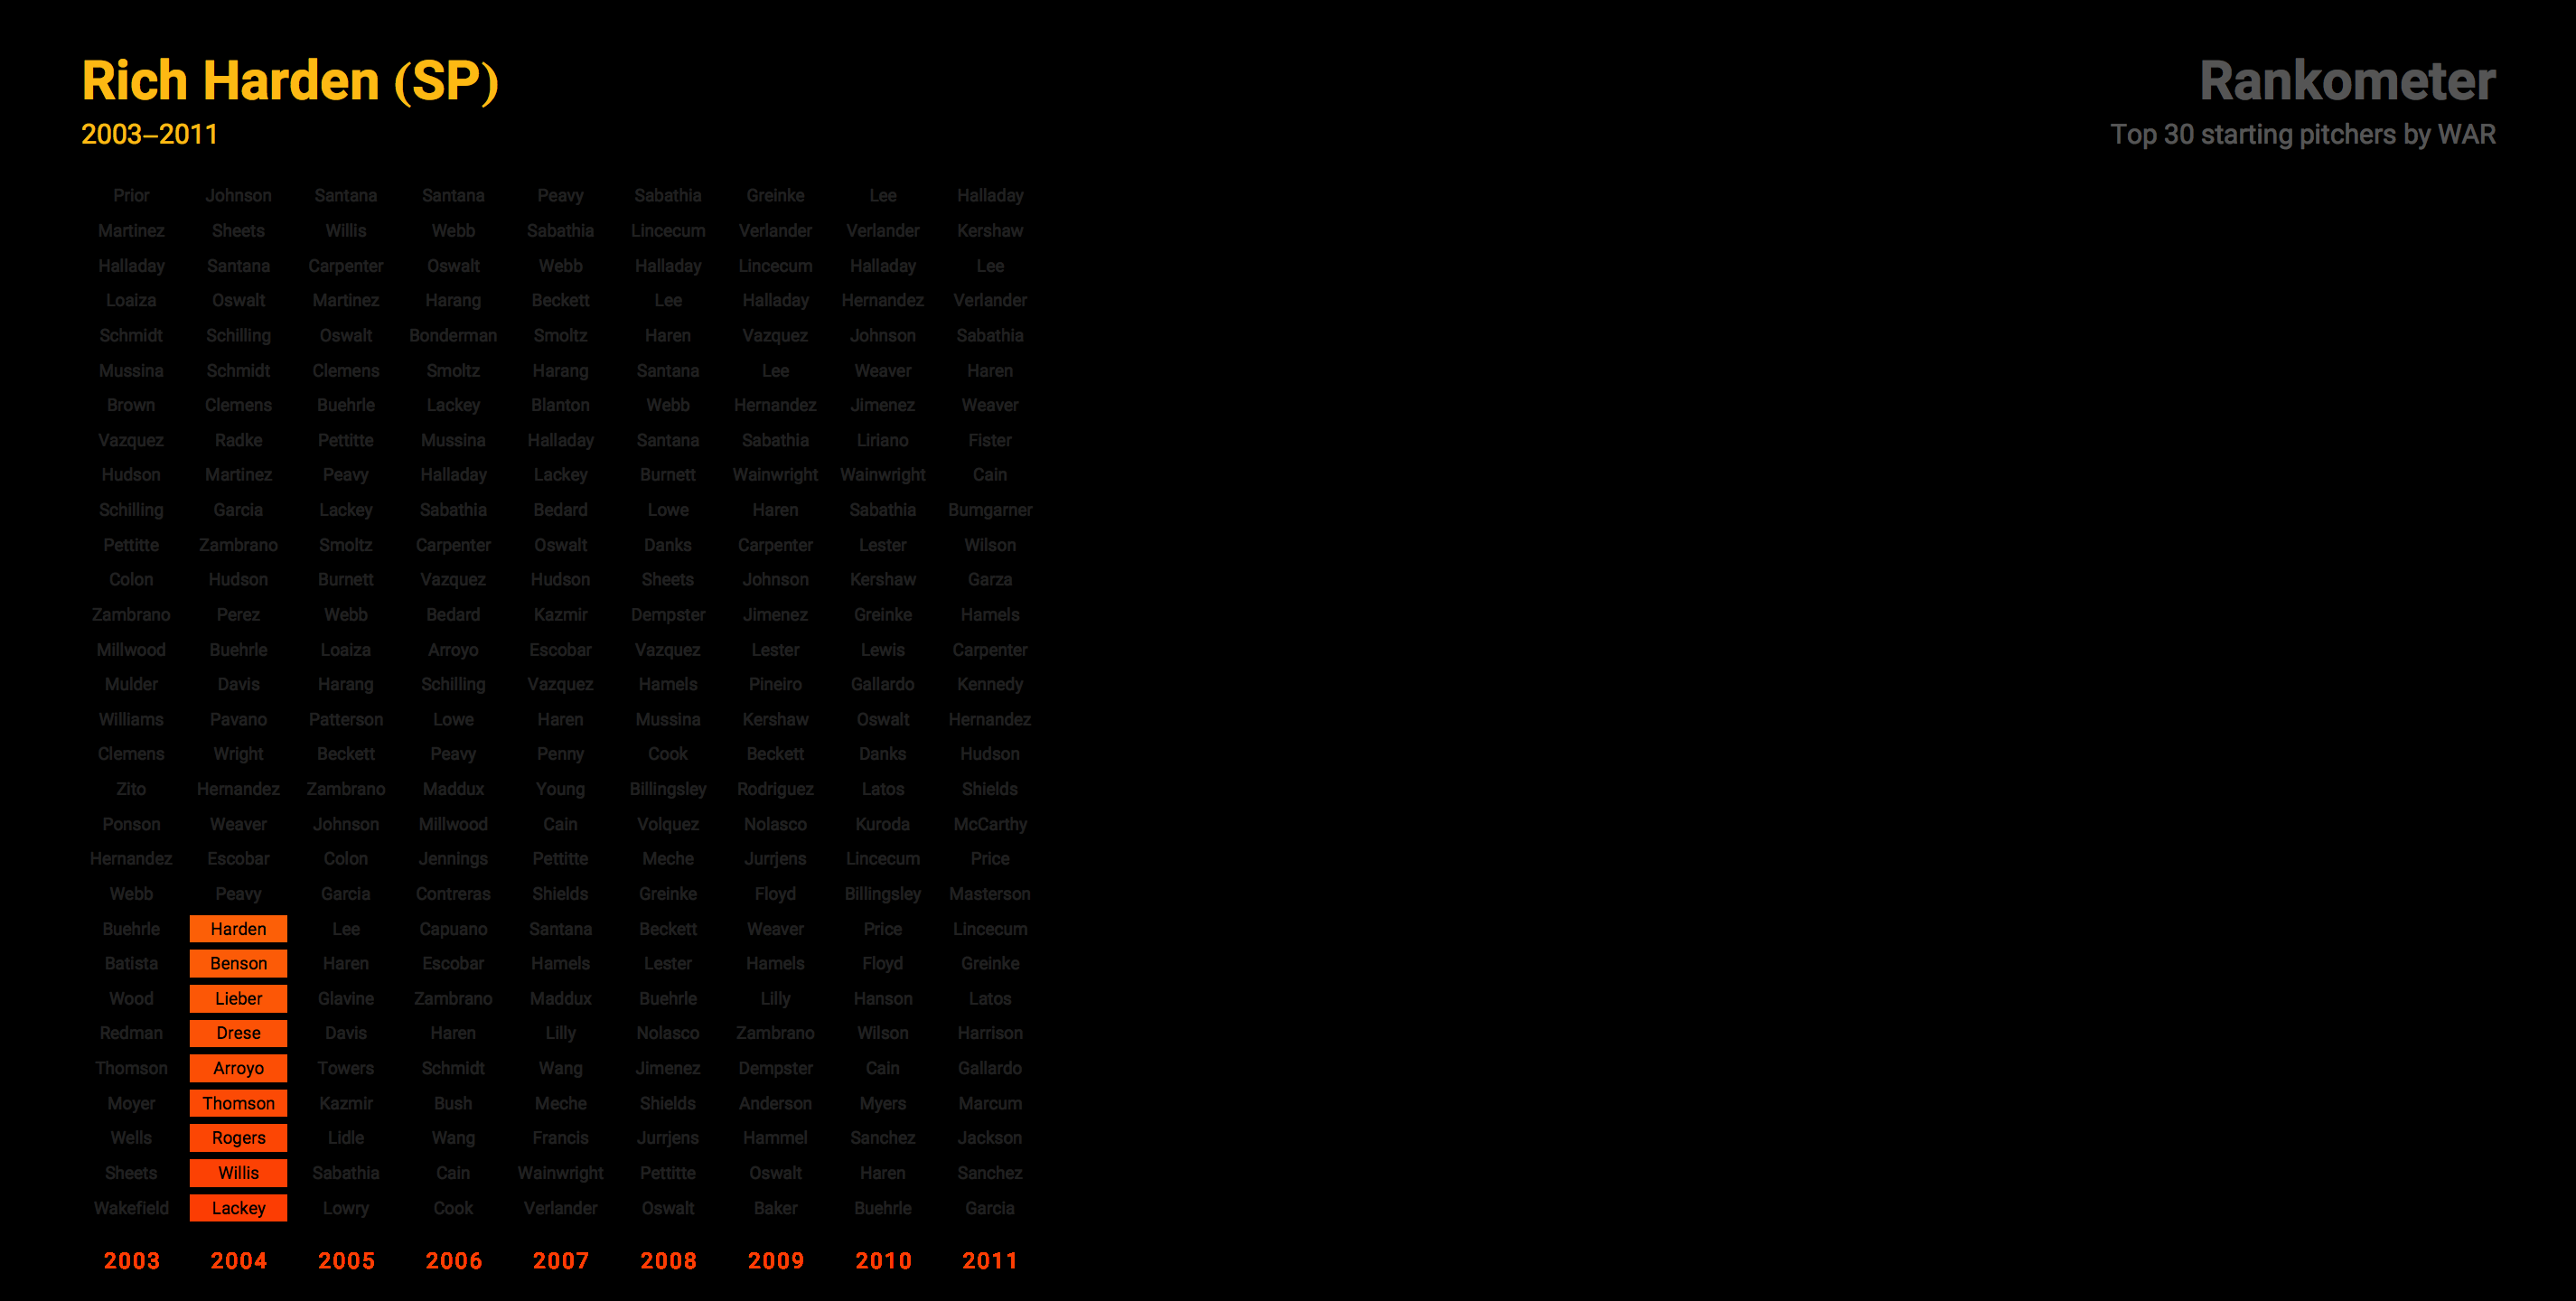 Rich Harden (SP)
2003–2011
Rankometer
Top 30 starting pitchers by WAR
Prior Johnson Santana Santana Peavy Sabathia Greinke Lee Halladay
Martinez Sheets Willis Webb Sabathia Lincecum Verlander Verlander Kershaw
Halladay Santana Carpenter Oswalt Webb Halladay Lincecum Halladay Lee
Loaiza Oswalt Martinez Harang Beckett Lee Halladay Hernandez Verlander
Schmidt Schilling Oswalt Bonderman Smoltz Haren Vazquez Johnson Sabathia
Mussina Schmidt Clemens Smoltz Harang Santana Lee Weaver Haren
Brown Clemens Buehrle Lackey Blanton Webb Hernandez Jimenez Weaver
Vazquez Radke Pettitte Mussina Halladay Santana Sabathia Liriano Fister
Hudson Martinez Peavy Halladay Lackey Burnett Wainwright Wainwright Cain
Schilling Garcia Lackey Sabathia Bedard Lowe Haren Sabathia Bumgarner
Pettitte Zambrano Smoltz Carpenter Oswalt Danks Carpenter Lester Wilson
Colon Hudson Burnett Vazquez Hudson Sheets Johnson Kershaw Garza
Zambrano Perez Webb Bedard Kazmir Dempster Jimenez Greinke Hamels
Millwood Buehrle Loaiza Arroyo Escobar Vazquez Lester Lewis Carpenter
Mulder Davis Harang Schilling Vazquez Hamels Pineiro Gallardo Kennedy
Williams Pavano Patterson Lowe Haren Mussina Kershaw Oswalt Hernandez
Clemens Wright Beckett Peavy Penny Cook Beckett Danks Hudson
Zito Hernandez Zambrano Maddux Young Billingsley Rodriguez Latos Shields
Ponson Weaver Johnson Millwood Cain Volquez Nolasco Kuroda McCarthy
Hernandez Escobar Colon Jennings Pettitte Meche Jurrjens Lincecum Price
Webb Peavy Garcia Contreras Shields Greinke Floyd Billingsley Masterson
Buehrle Harden Lee Capuano Santana Beckett Weaver Price Lincecum
Batista Benson Haren Escobar Hamels Lester Hamels Floyd Greinke
Wood Lieber Glavine Zambrano Maddux Buehrle Lilly Hanson Latos
Redman Drese Davis Haren Lilly Nolasco Zambrano Wilson Harrison
Thomson Arroyo Towers Schmidt Wang Jimenez Dempster Cain Gallardo
Moyer Thomson Kazmir Bush Meche Shields Anderson Myers Marcum
Wells Rogers Lidle Wang Francis Jurrjens Hammel Sanchez Jackson
Sheets Willis Sabathia Cain Wainwright Pettitte Oswalt Haren Sanchez
Wakefield Lackey Lowry Cook Verlander Oswalt Baker Buehrle Garcia
2003 2004 2005 2006 2007 2008 2009 2010 2011